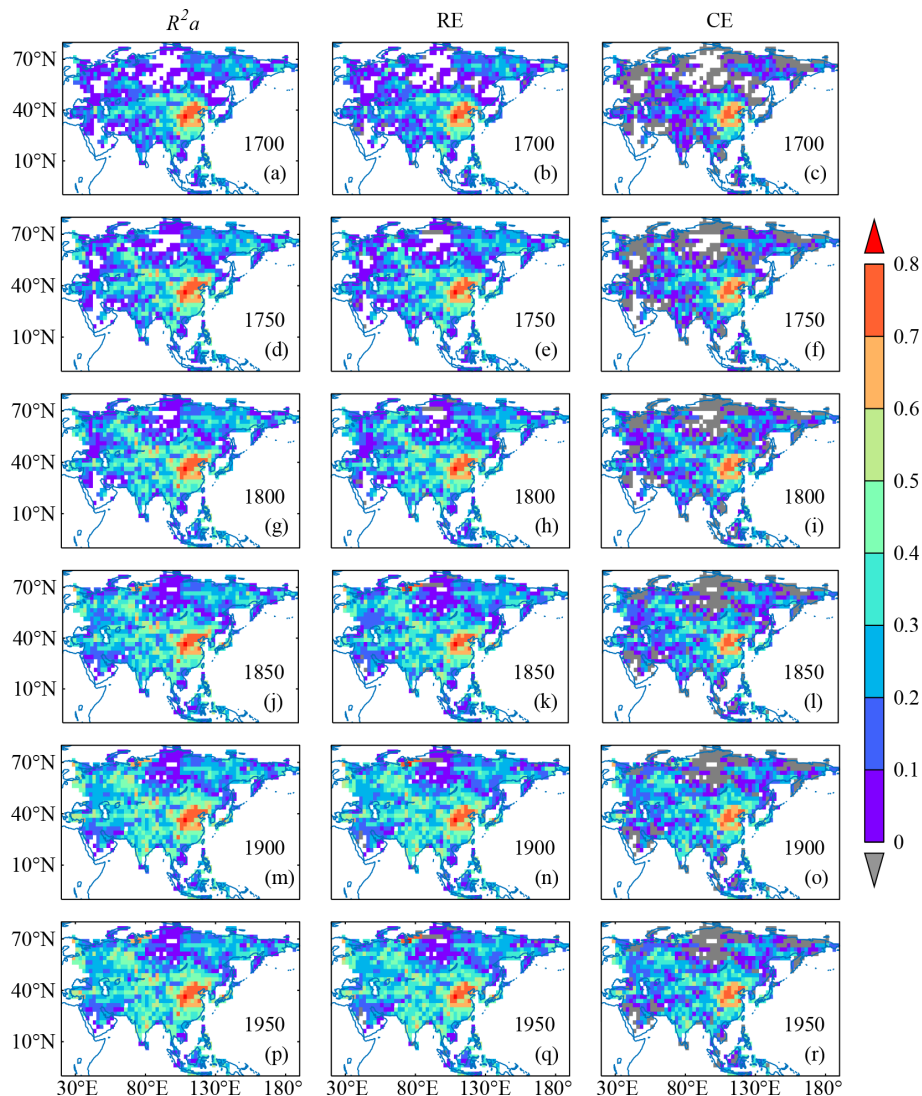 R²a RE CE
70°N
40°N
10°N
1700 1700 1700
(a) (b) (c)
70°N
40°N
10°N
1750 1750 1750
(d) (e) (f)
70°N
40°N
10°N
1800 1800 1800
(g) (h) (i)
70°N
40°N
10°N
1850 1850 1850
(j) (k) (l)
70°N
40°N
10°N
1900 1900 1900
(m) (n) (o)
70°N
40°N
10°N
1950 1950 1950
(p) (q) (r)
30°E 80°E 130°E 180° 30°E 80°E 130°E 180° 30°E 80°E 130°E 180°
0.8
0.7
0.6
0.5
0.4
0.3
0.2
0.1
0